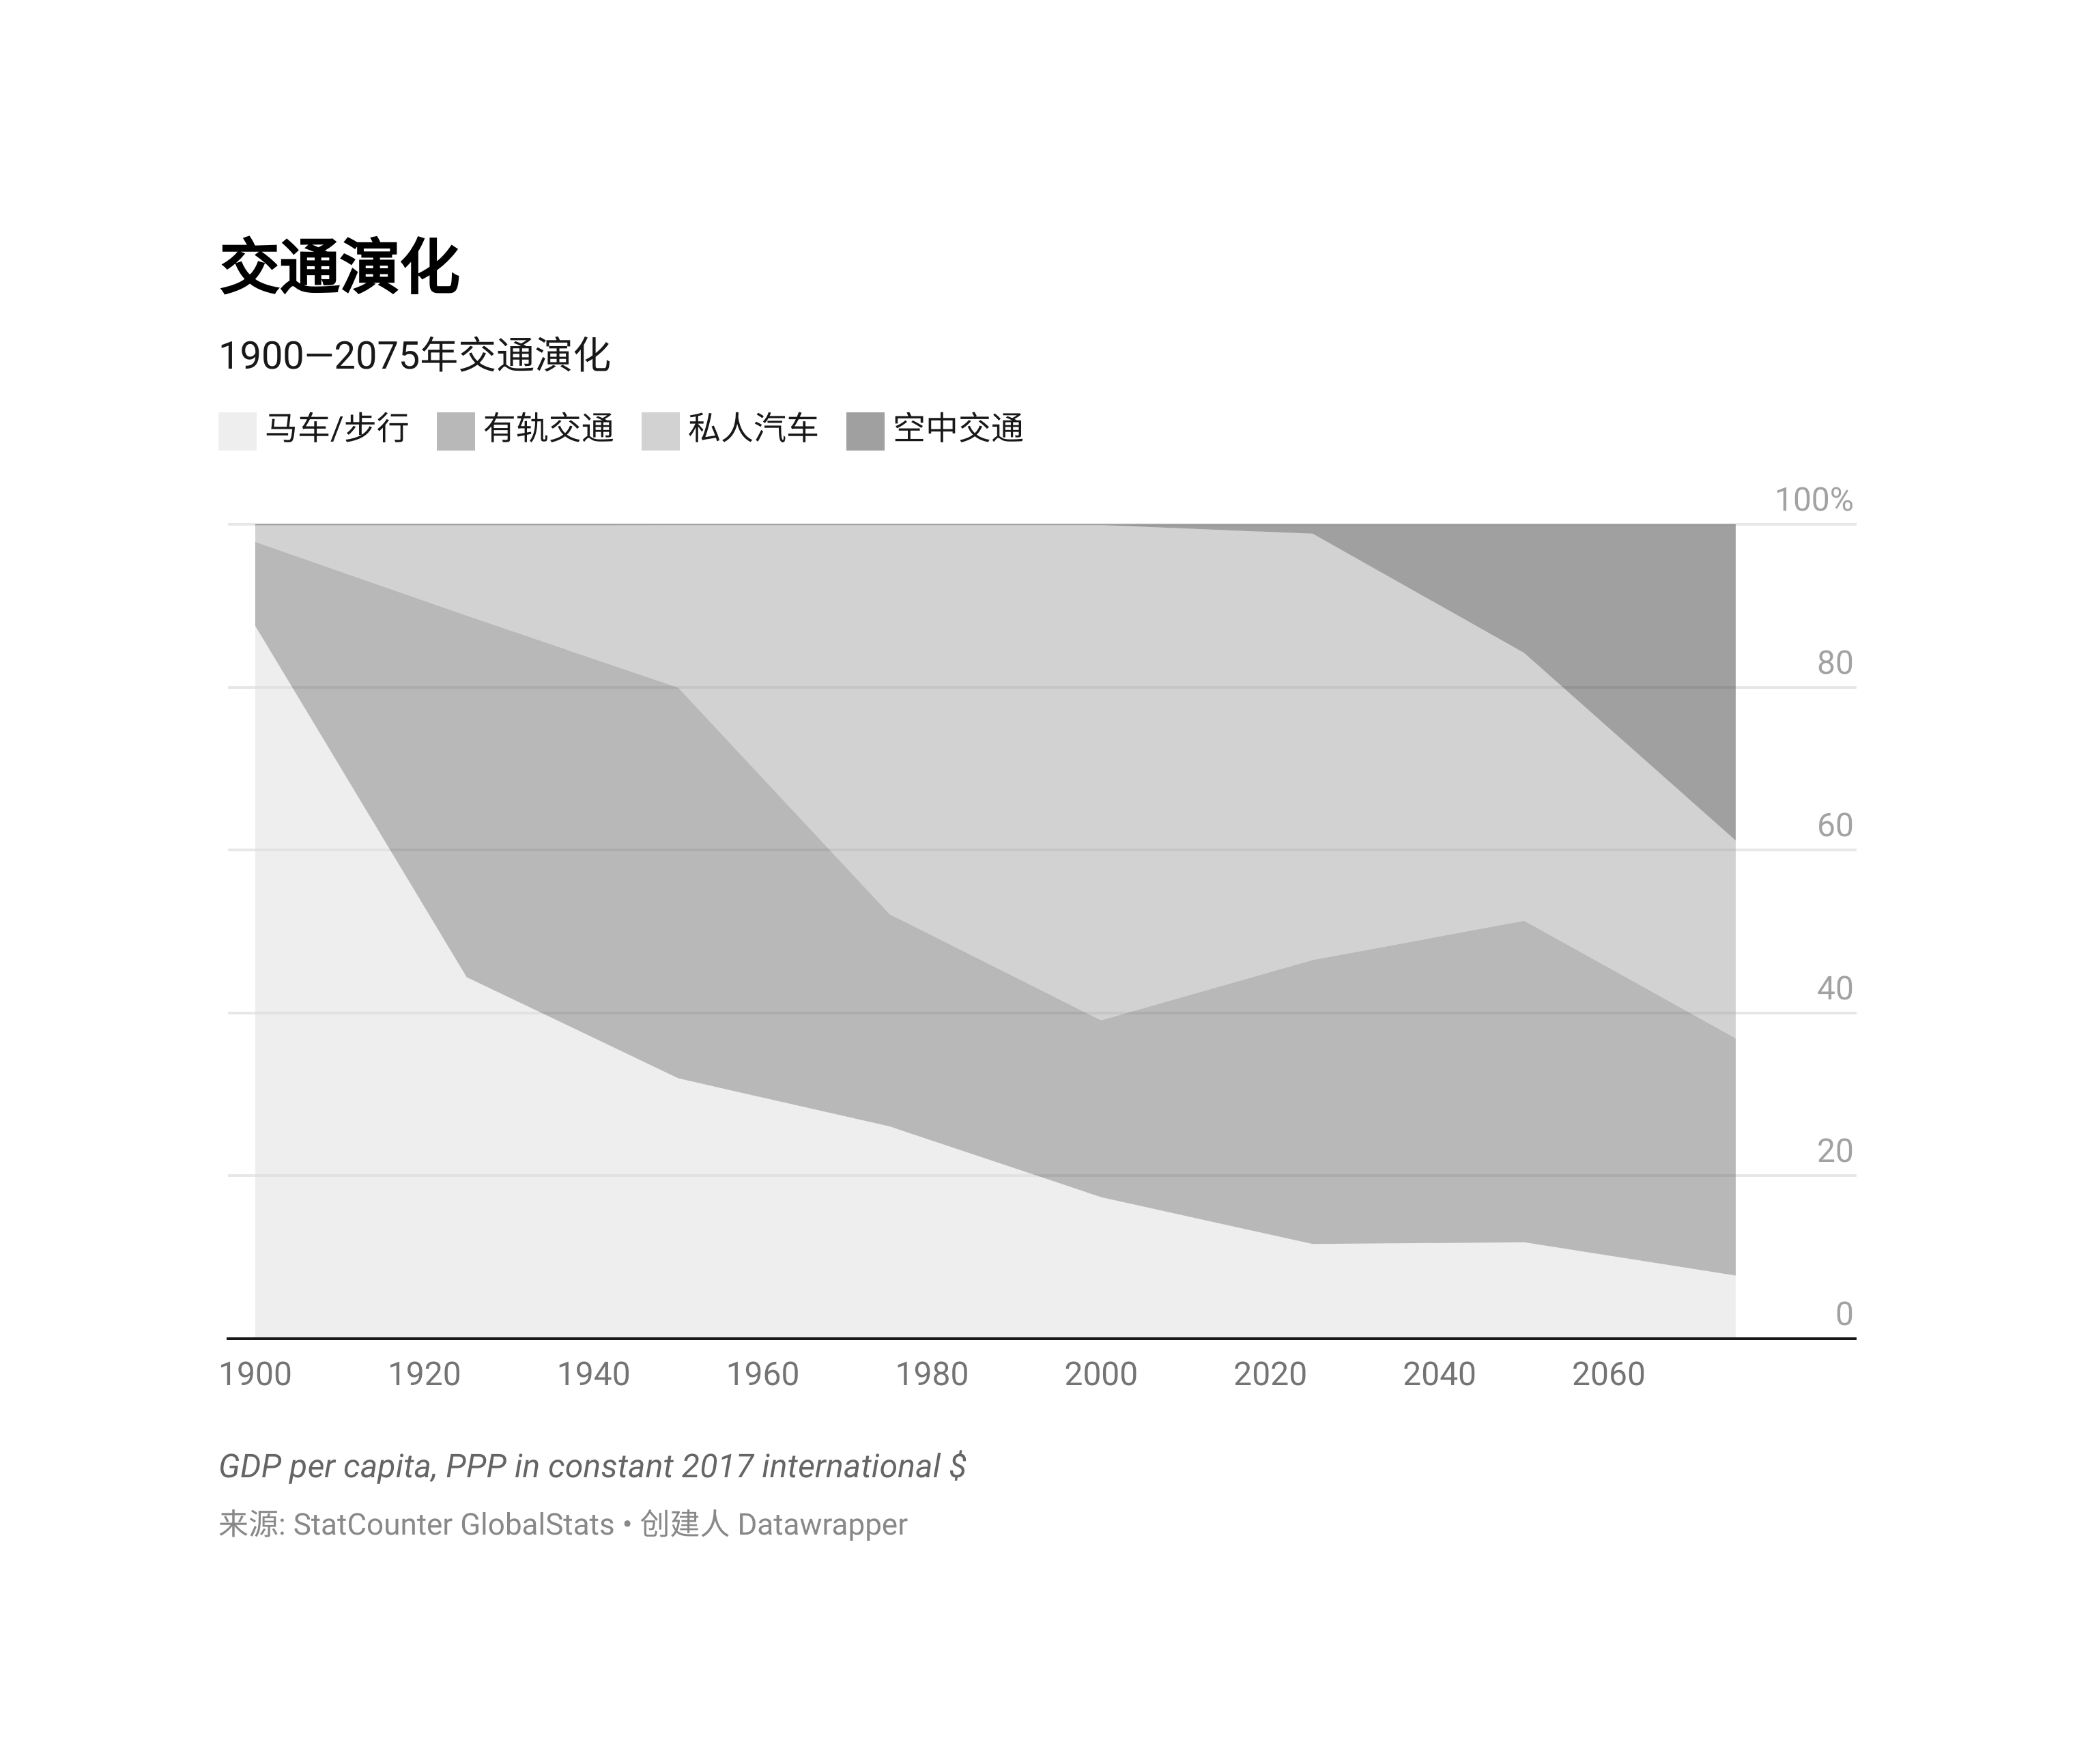 交通演化
1900—2075年交通演化
马车/步行 有轨交通 私人汽车 空中交通
100%
80
60
40
20
0
1900 1920 1940 1960 1980 2000 2020 2040 2060
GDP per capita, PPP in constant 2017 international $
来源: StatCounter GlobalStats • 创建人 Datawrapper